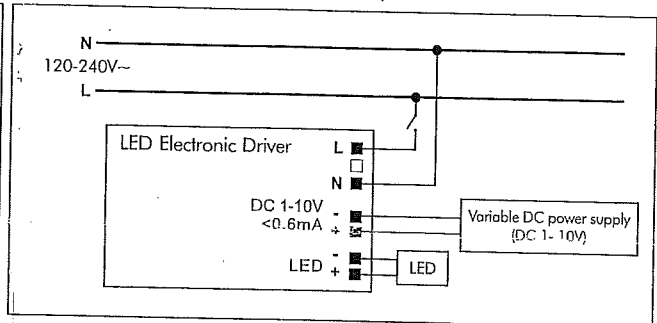 N
120-240V~
L
LED Electronic Driver
L
N
DC 1-10V -
<0.6mA +
LED -
+
LED
Variable DC power supply
(DC 1- 10V)